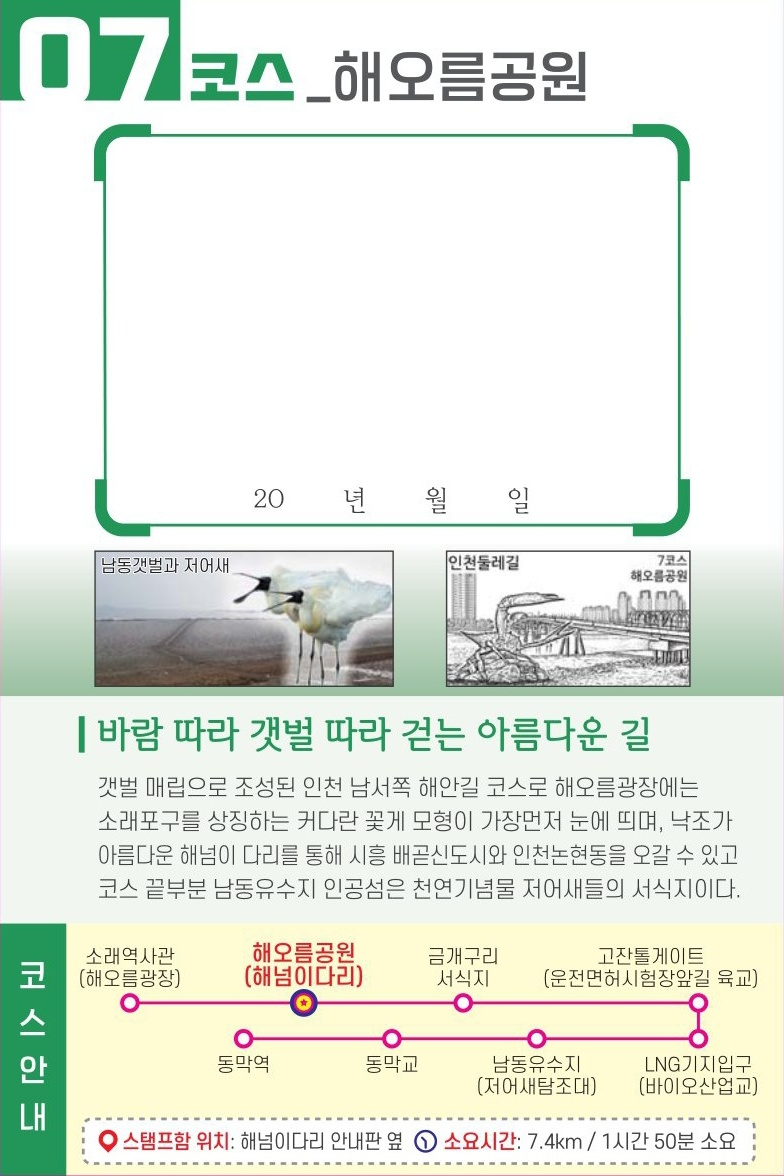 07코스 _해오름공원
20 년 월 일
남동갯벌과 저어새
인천둘레길
7코스
해오름공원
바람 따라 갯벌 따라 걷는 아름다운 길
갯벌 매립으로 조성된 인천 남서쪽 해안길 코스로 해오름광장에는
소래포구를 상징하는 커다란 꽃게 모형이 가장먼저 눈에 띄며, 낙조가
아름다운 해넘이 다리를 통해 시흥 배곧신도시와 인천논현동을 오갈 수 있고
코스 끝부분 남동유수지 인공섬은 천연기념물 저어새들의 서식지이다.
코스안내
소래역사관
(해오름광장)
해오름공원
(해넘이다리)
금개구리
서식지
고잔톨게이트
(운전면허시험장앞길 육교)
동막역
동막교
남동유수지
(저어새탐조대)
LNG기지입구
(바이오산업교)
스탬프함 위치: 해넘이다리 안내판 옆 소요시간: 7.4km / 1시간 50분 소요